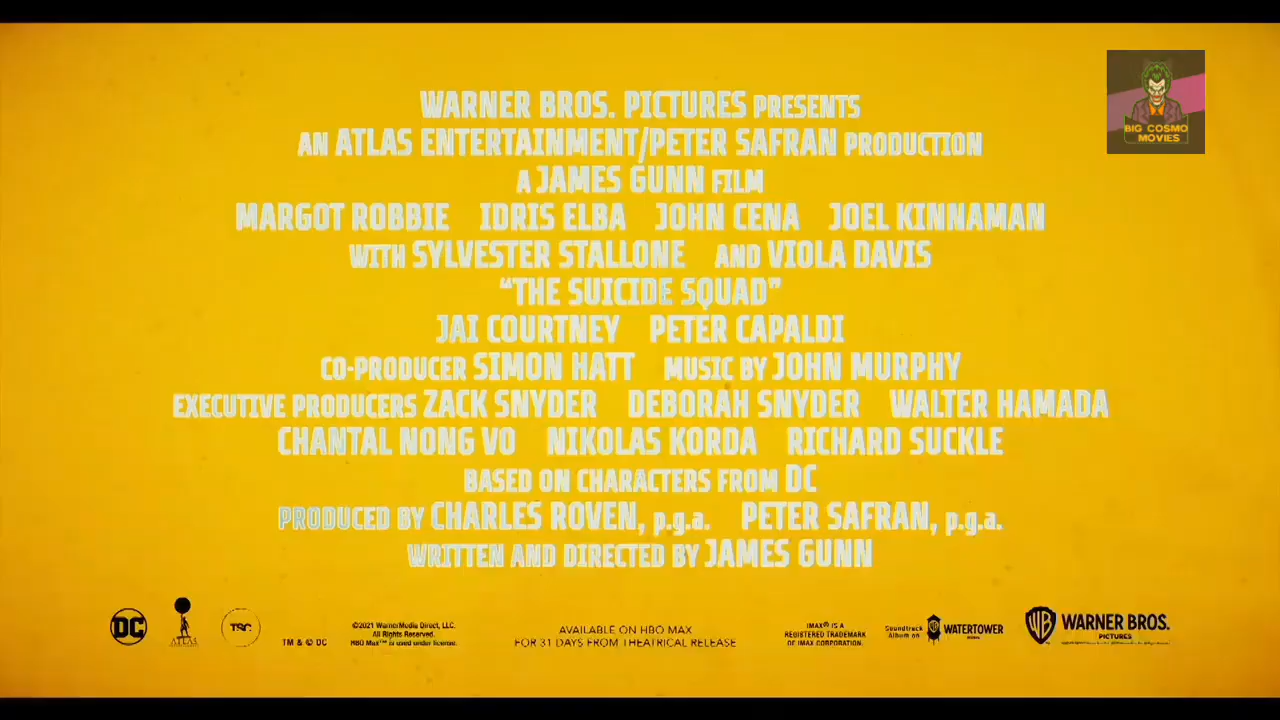 WARNER BROS. PICTURES PRESENTS
AN ATLAS ENTERTAINMENT/PETER SAFRAN PRODUCTION
A JAMES GUNN FILM
MARGOT ROBBIE IDRIS ELBA JOHN CENA JOEL KINNAMAN
WITH SYLVESTER STALLONE AND VIOLA DAVIS
“THE SUICIDE SQUAD”
JAI COURTNEY PETER CAPALDI
CO-PRODUCER SIMON HATT MUSIC BY JOHN MURPHY
EXECUTIVE PRODUCERS ZACK SNYDER DEBORAH SNYDER WALTER HAMADA
CHANTAL NONG VO NIKOLAS KORDA RICHARD SUCKLE
BASED ON CHARACTERS FROM DC
PRODUCED BY CHARLES ROVEN, p.g.a. PETER SAFRAN, p.g.a.
WRITTEN AND DIRECTED BY JAMES GUNN
BIG COSMO
MOVIES
DC
ATLAS
TSC
TM & © DC
©2021 WarnerMedia Direct, LLC.
All Rights Reserved.
HBO Max™ is used under license.
AVAILABLE ON HBO MAX
FOR 31 DAYS FROM THEATRICAL RELEASE
IMAX® IS A
REGISTERED TRADEMARK
OF IMAX CORPORATION.
Soundtrack
Album on
WATERTOWER
WB
WARNER BROS.
PICTURES